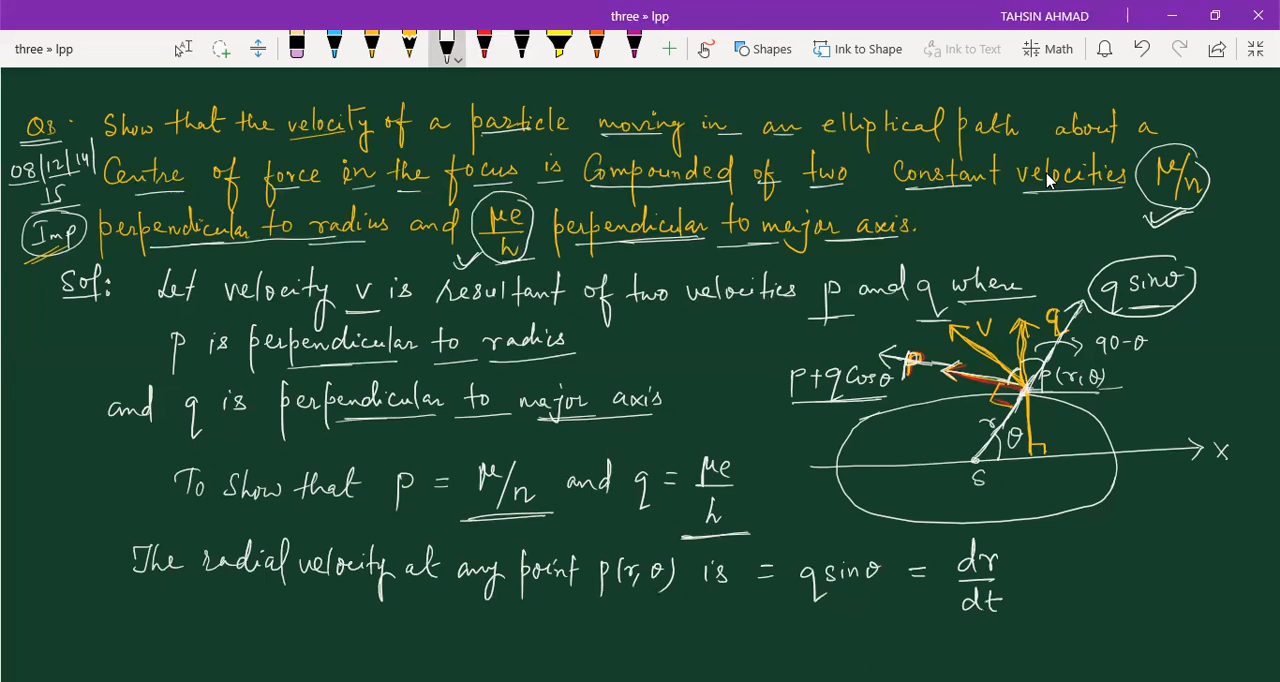 three » lpp
TAHSIN AHMAD
three » lpp
Shapes
Ink to Shape
Ink to Text
Math
Q8. Show that the velocity of a particle moving in an elliptical path about a
08/12/14/ Centre of force in the focus is Compounded of two Constant velocities μ/h
15
Imp perpendicular to radius and μe/h perpendicular to major axis.
Sol: Let velocity v is resultant of two velocities p and q where
p is perpendicular to radius
and q is perpendicular to major axis
To show that p = μ/h and q = μe/h
The radial velocity at any point p(r, θ) is = q sinθ = dr/dt
q sinθ
v
q
90-θ
p+q cosθ
p
p(r, θ)
r
θ
S
X